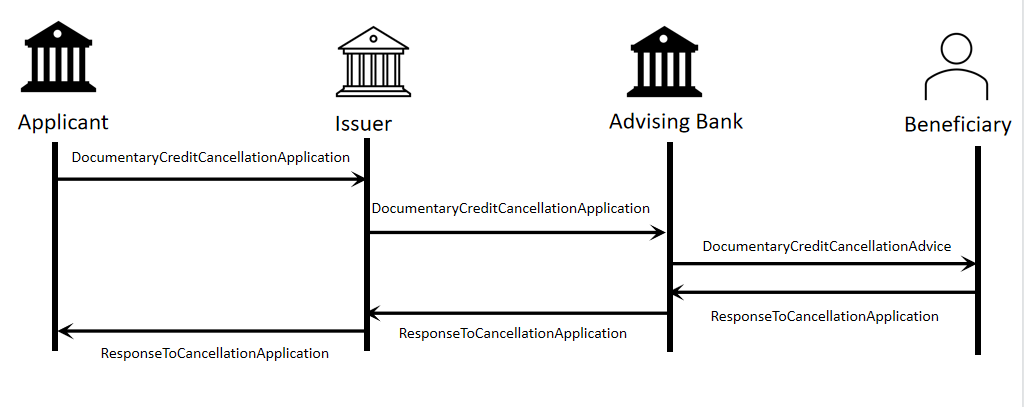 Applicant
Issuer
Advising Bank
Beneficiary
DocumentaryCreditCancellationApplication
DocumentaryCreditCancellationApplication
DocumentaryCreditCancellationAdvice
ResponseToCancellationApplication
ResponseToCancellationApplication
ResponseToCancellationApplication